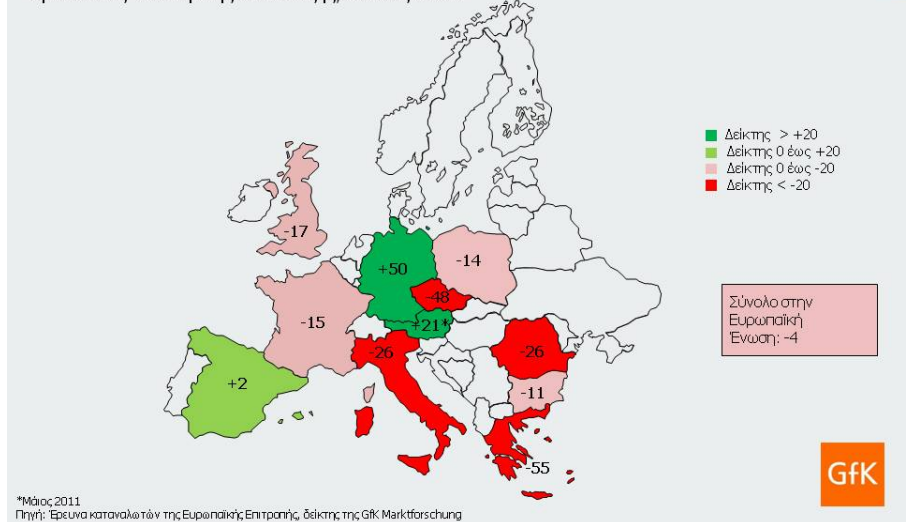 Δείκτης > +20
Δείκτης 0 έως +20
Δείκτης 0 έως -20
Δείκτης < -20
-17
+50
-14
-48
-15
+21*
-26
-26
+2
-11
-55
Σύνολο στην
Ευρωπαϊκή
Ένωση: -4
GfK
*Μάιος 2011
Πηγή: Έρευνα καταναλωτών της Ευρωπαϊκής Επιτροπής, δείκτης της GfK Marktforschung